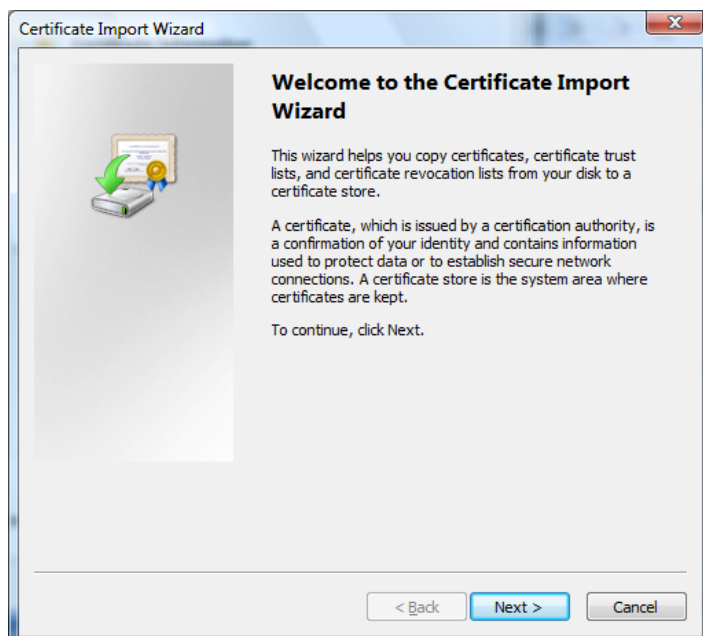 Certificate Import Wizard
Welcome to the Certificate Import
Wizard
This wizard helps you copy certificates, certificate trust
lists, and certificate revocation lists from your disk to a
certificate store.
A certificate, which is issued by a certification authority, is
a confirmation of your identity and contains information
used to protect data or to establish secure network
connections. A certificate store is the system area where
certificates are kept.
To continue, click Next.
< Back
Next >
Cancel